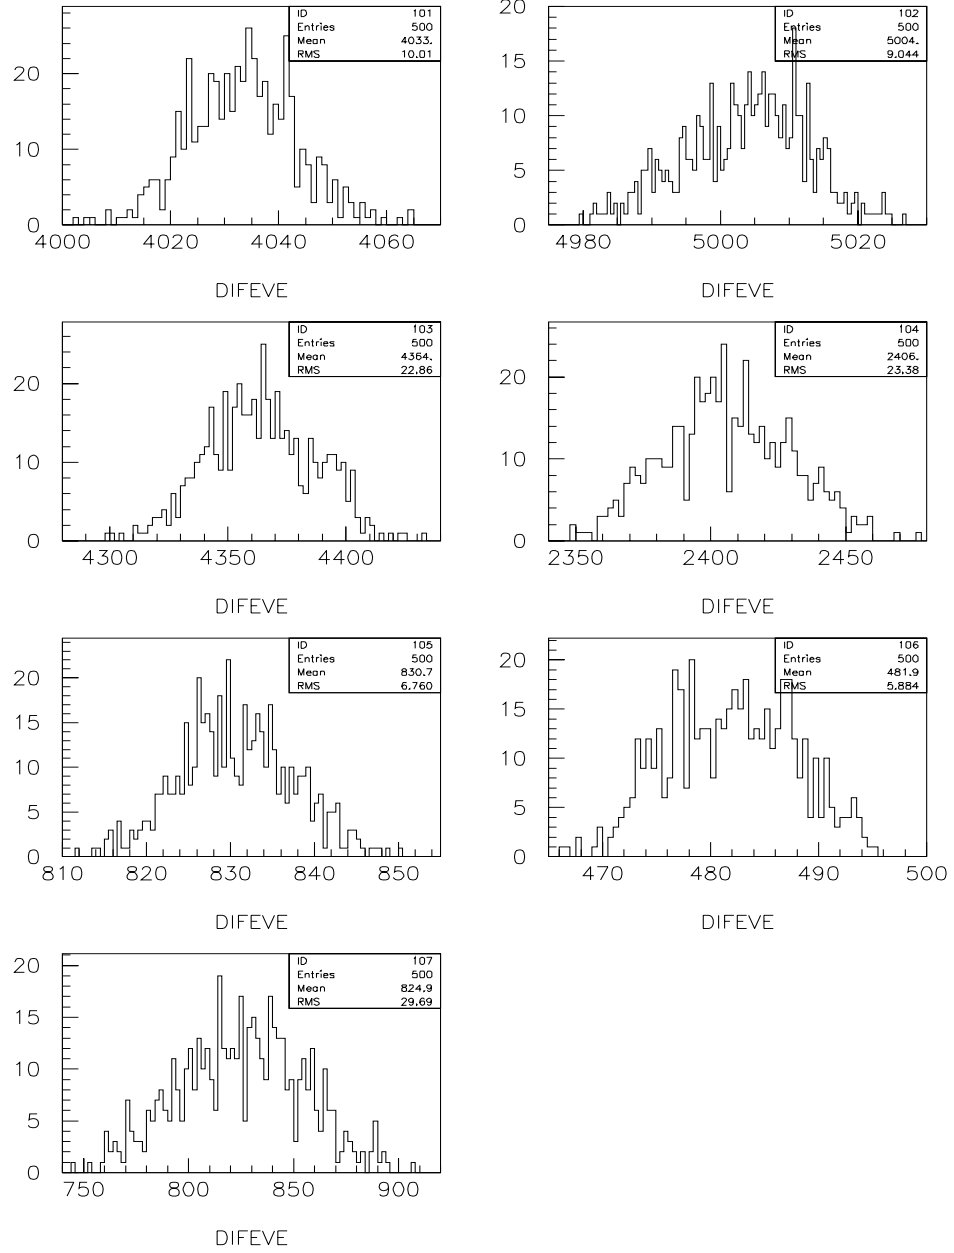 ID 101
Entries 500
Mean 4033.
RMS 10.01
20
10
0
4000 4020 4040 4060
DIFEVE
ID 102
Entries 500
Mean 5004.
RMS 9.044
20
15
10
5
0
4980 5000 5020
DIFEVE
ID 103
Entries 500
Mean 4364.
RMS 22.86
20
10
0
4300 4350 4400
DIFEVE
ID 104
Entries 500
Mean 2406.
RMS 23.38
20
10
0
2350 2400 2450
DIFEVE
ID 105
Entries 500
Mean 830.7
RMS 6.760
20
15
10
5
0
810 820 830 840 850
DIFEVE
ID 106
Entries 500
Mean 481.9
RMS 5.884
20
15
10
5
0
470 480 490 500
DIFEVE
ID 107
Entries 500
Mean 824.9
RMS 29.69
20
15
10
5
0
750 800 850 900
DIFEVE